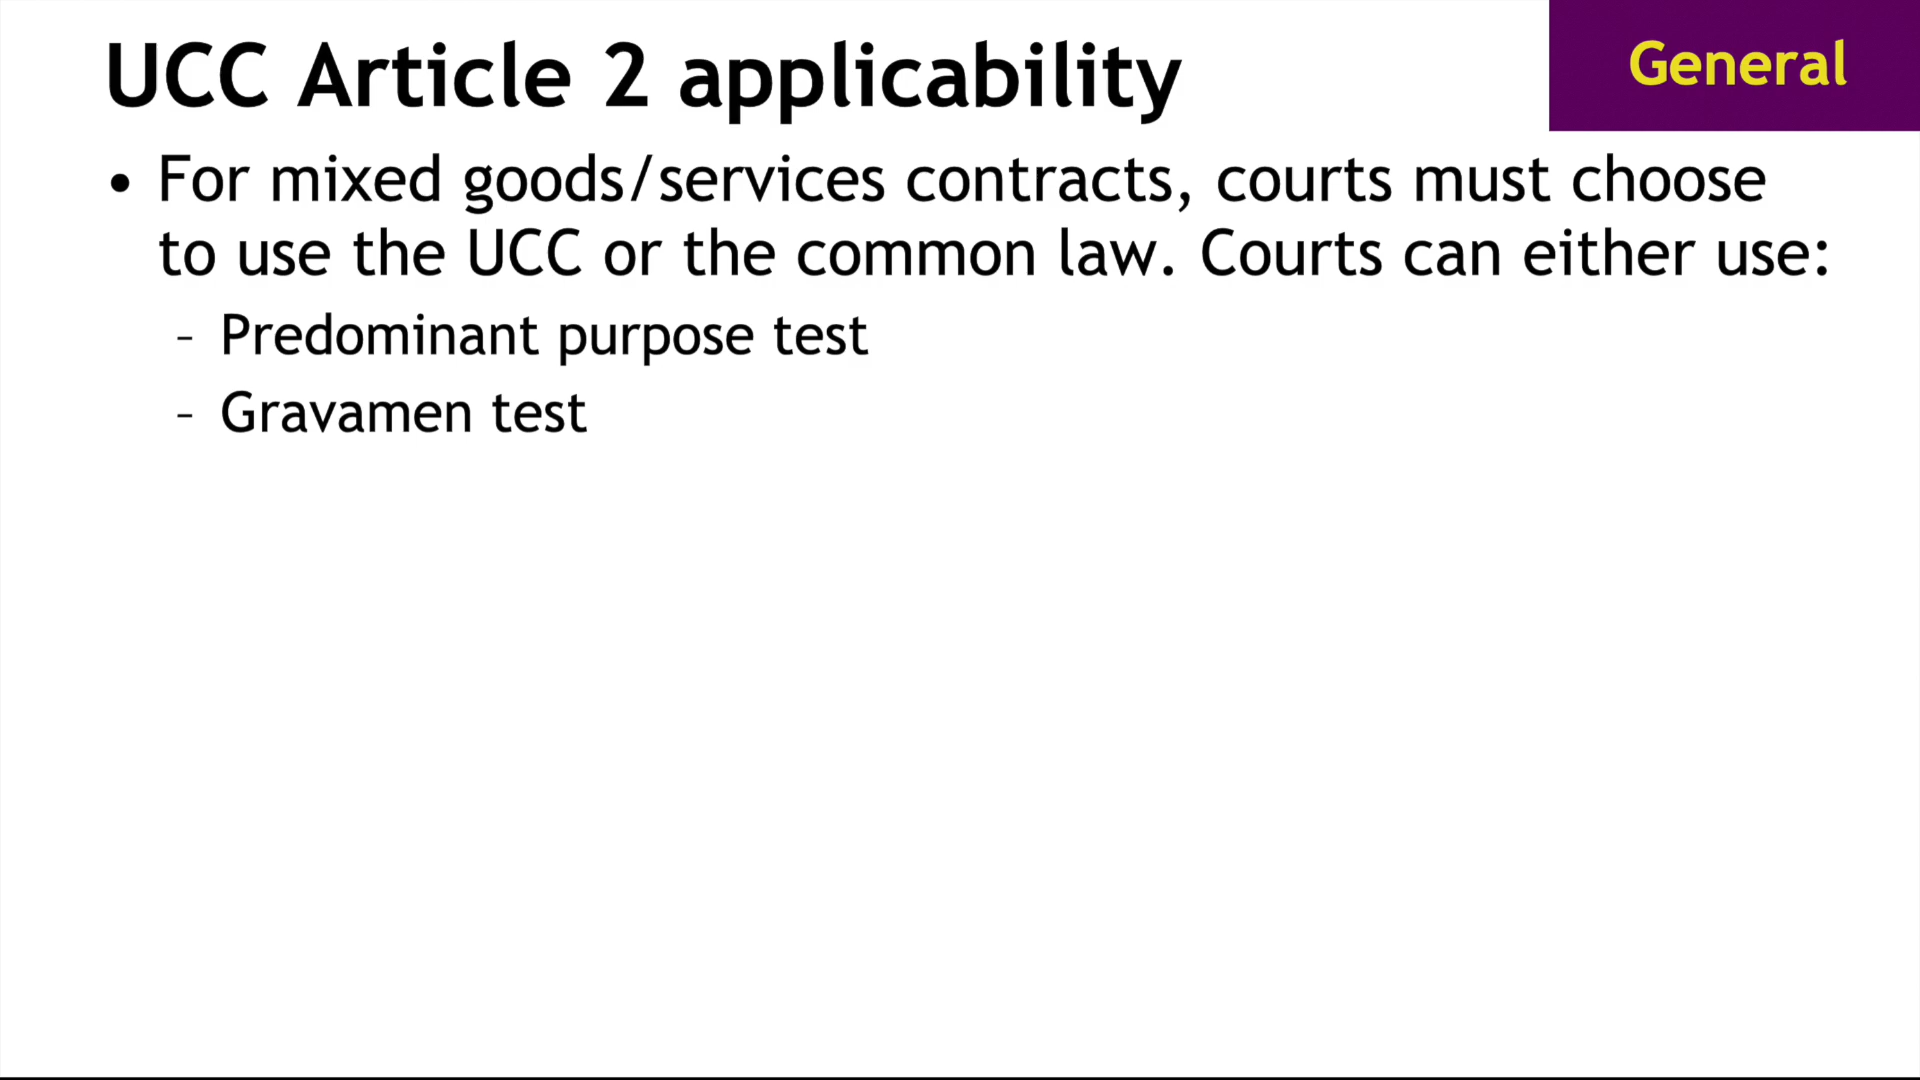 UCC Article 2 applicability
General
• For mixed goods/services contracts, courts must choose
to use the UCC or the common law. Courts can either use:
– Predominant purpose test
– Gravamen test